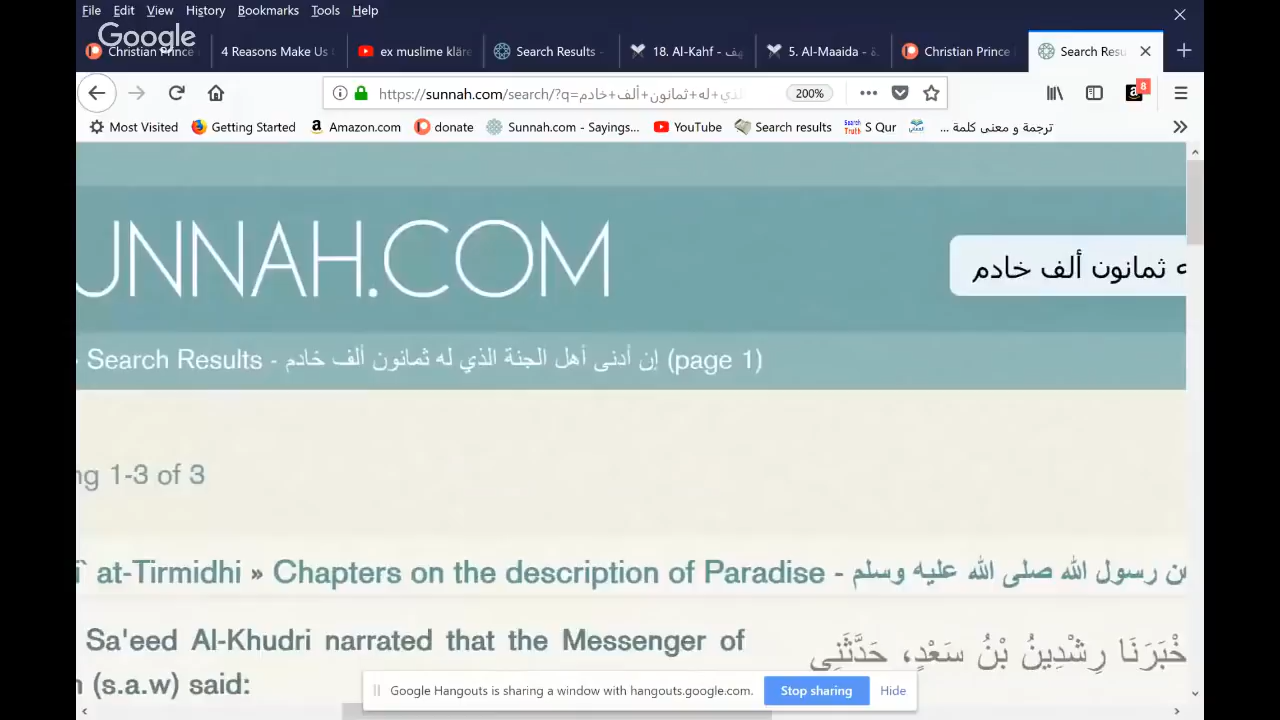 File Edit View History Bookmarks Tools Help
Google
Christian Prince 4 Reasons Make Us ex muslime kläre Search Results - 18. Al-Kahf - 5. Al-Maaida - Christian Prince Search Resu
https://sunnah.com/search/?q=ذي+له+ثمانون+ألف+خادم 200%
8
Most Visited Getting Started Amazon.com donate Sunnah.com - Sayings... YouTube Search results Search Truth S Qur ترجمة و معنى كلمة ...
UNNAH.COM
ه ثمانون ألف خادم
Search Results - إن أدنى أهل الجنة الذي له ثمانون ألف خادم (page 1)
ng 1-3 of 3
at-Tirmidhi » Chapters on the description of Paradise - ن رسول الله صلى الله عليه وسلم
Sa'eed Al-Khudri narrated that the Messenger of
خْبَرَنَا رِشْدِينُ بْنُ سَعْدٍ، حَدَّثَنِي
(s.a.w) said:
Google Hangouts is sharing a window with hangouts.google.com. Stop sharing Hide